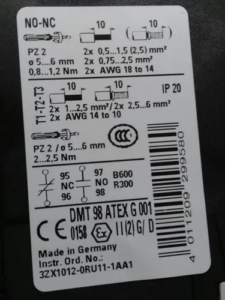 NO-NC
10
10
PZ 2
2x 0,5...1,5 (2,5) mm²
ø 5...6 mm
2x 0,75...2,5 mm²
0,8...1,2 Nm
2x AWG 18 to 14
T1-T2-T3
10
10
IP 20
2x 1...2,5 mm² / 2x 2,5...6 mm²
2x AWG 14 to 10
PZ 2 / ø 5...6 mm
2...2,5 Nm
CCC
95
97
B600
NC
NO
R300
96
98
DMT 98 ATEX G 001
CE 0158 Ex II (2) G/D
Made in Germany
Instr. Ord. No.:
3ZX1012-0RU11-1AA1
4 011209 299580